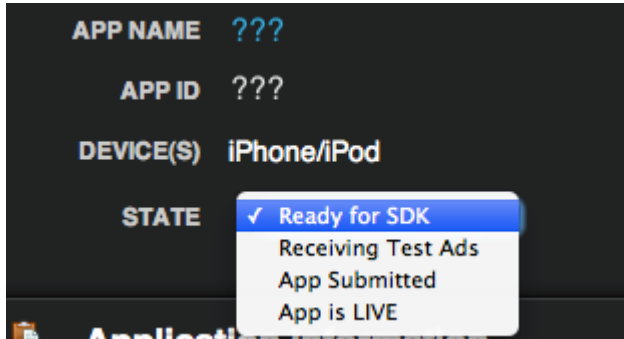 APP NAME ???
APP ID ???
DEVICE(S) iPhone/iPod
STATE ✓ Ready for SDK
Receiving Test Ads
App Submitted
App is LIVE